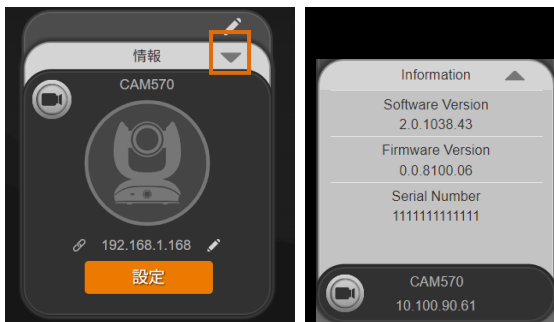 情報
CAM570
192.168.1.168
設定
Information
Software Version
2.0.1038.43
Firmware Version
0.0.8100.06
Serial Number
1111111111111
CAM570
10.100.90.61